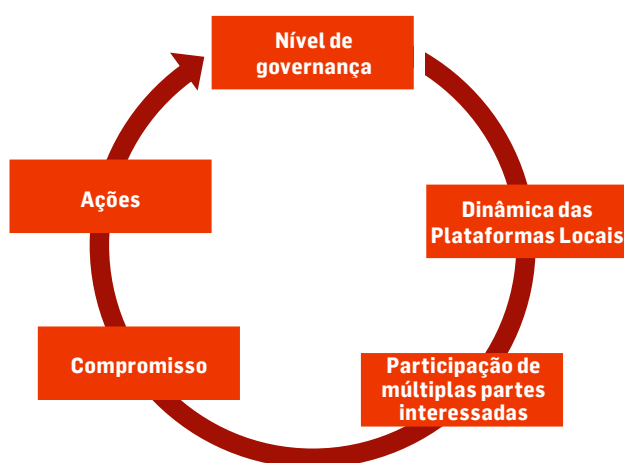 Nível de
governança
Dinâmica das
Plataformas Locais
Participação de
múltiplas partes
interessadas
Compromisso
Ações